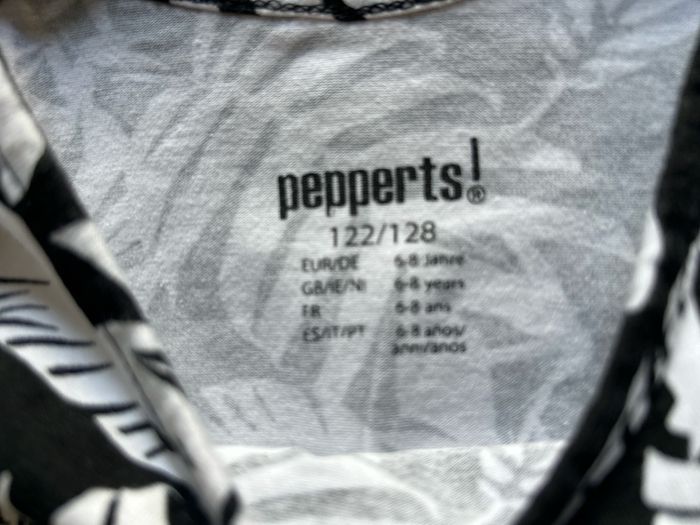 pepperts!®
122/128
EUR/DE 6-8 Jahre
GB/IE/NI 6-8 years
FR 6-8 ans
ES/IT/PT 6-8 años/
anni/anos